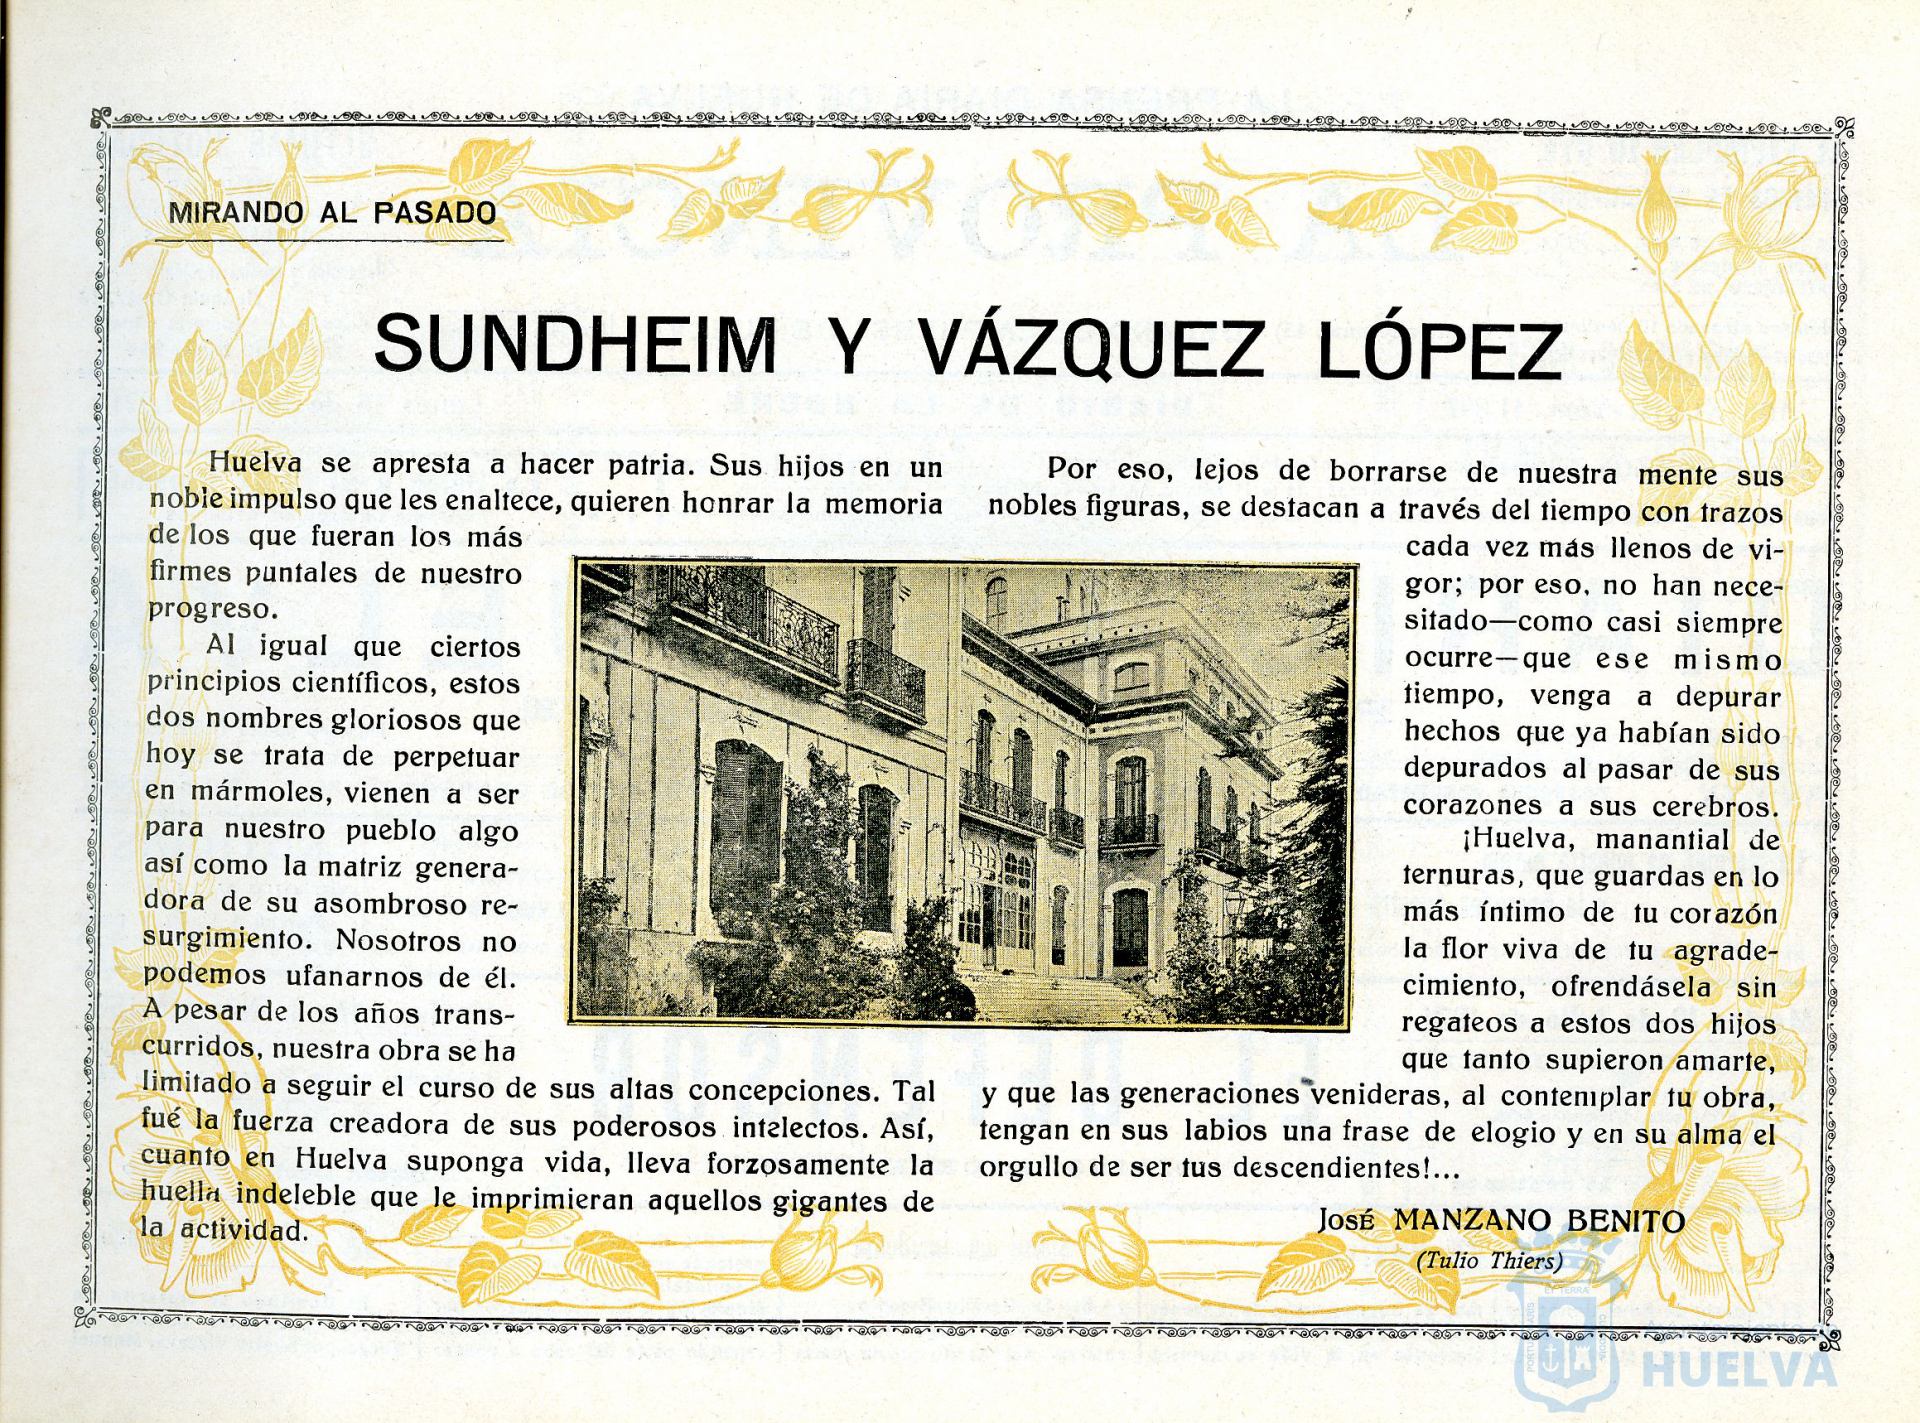 MIRANDO AL PASADO
SUNDHEIM Y VÁZQUEZ LÓPEZ
Huelva se apresta a hacer patria. Sus hijos en un
noble impulso que les enaltece, quieren honrar la memoria
de los que fueran los más
firmes puntales de nuestro
progreso.
Al igual que ciertos
principios científicos, estos
dos nombres gloriosos que
hoy se trata de perpetuar
en mármoles, vienen a ser
para nuestro pueblo algo
así como la matriz genera-
dora de su asombroso re-
surgimiento. Nosotros no
podemos ufanarnos de él.
A pesar de los años trans-
curridos, nuestra obra se ha
limitado a seguir el curso de sus altas concepciones. Tal
fué la fuerza creadora de sus poderosos intelectos. Así,
cuanto en Huelva suponga vida, lleva forzosamente la
huella indeleble que le imprimieran aquellos gigantes de
la actividad.
Por eso, lejos de borrarse de nuestra mente sus
nobles figuras, se destacan a través del tiempo con trazos
cada vez más llenos de vi-
gor; por eso, no han nece-
sitado—como casi siempre
ocurre—que ese mismo
tiempo, venga a depurar
hechos que ya habían sido
depurados al pasar de sus
corazones a sus cerebros.
¡Huelva, manantial de
ternuras, que guardas en lo
más íntimo de tu corazón
la flor viva de tu agrade-
cimiento, ofrendásela sin
regateos a estos dos hijos
que tanto supieron amarte,
y que las generaciones venideras, al contemplar tu obra,
tengan en sus labios una frase de elogio y en su alma el
orgullo de ser tus descendientes!...
José MANZANO BENITO
(Tulio Thiers)
HUELVA